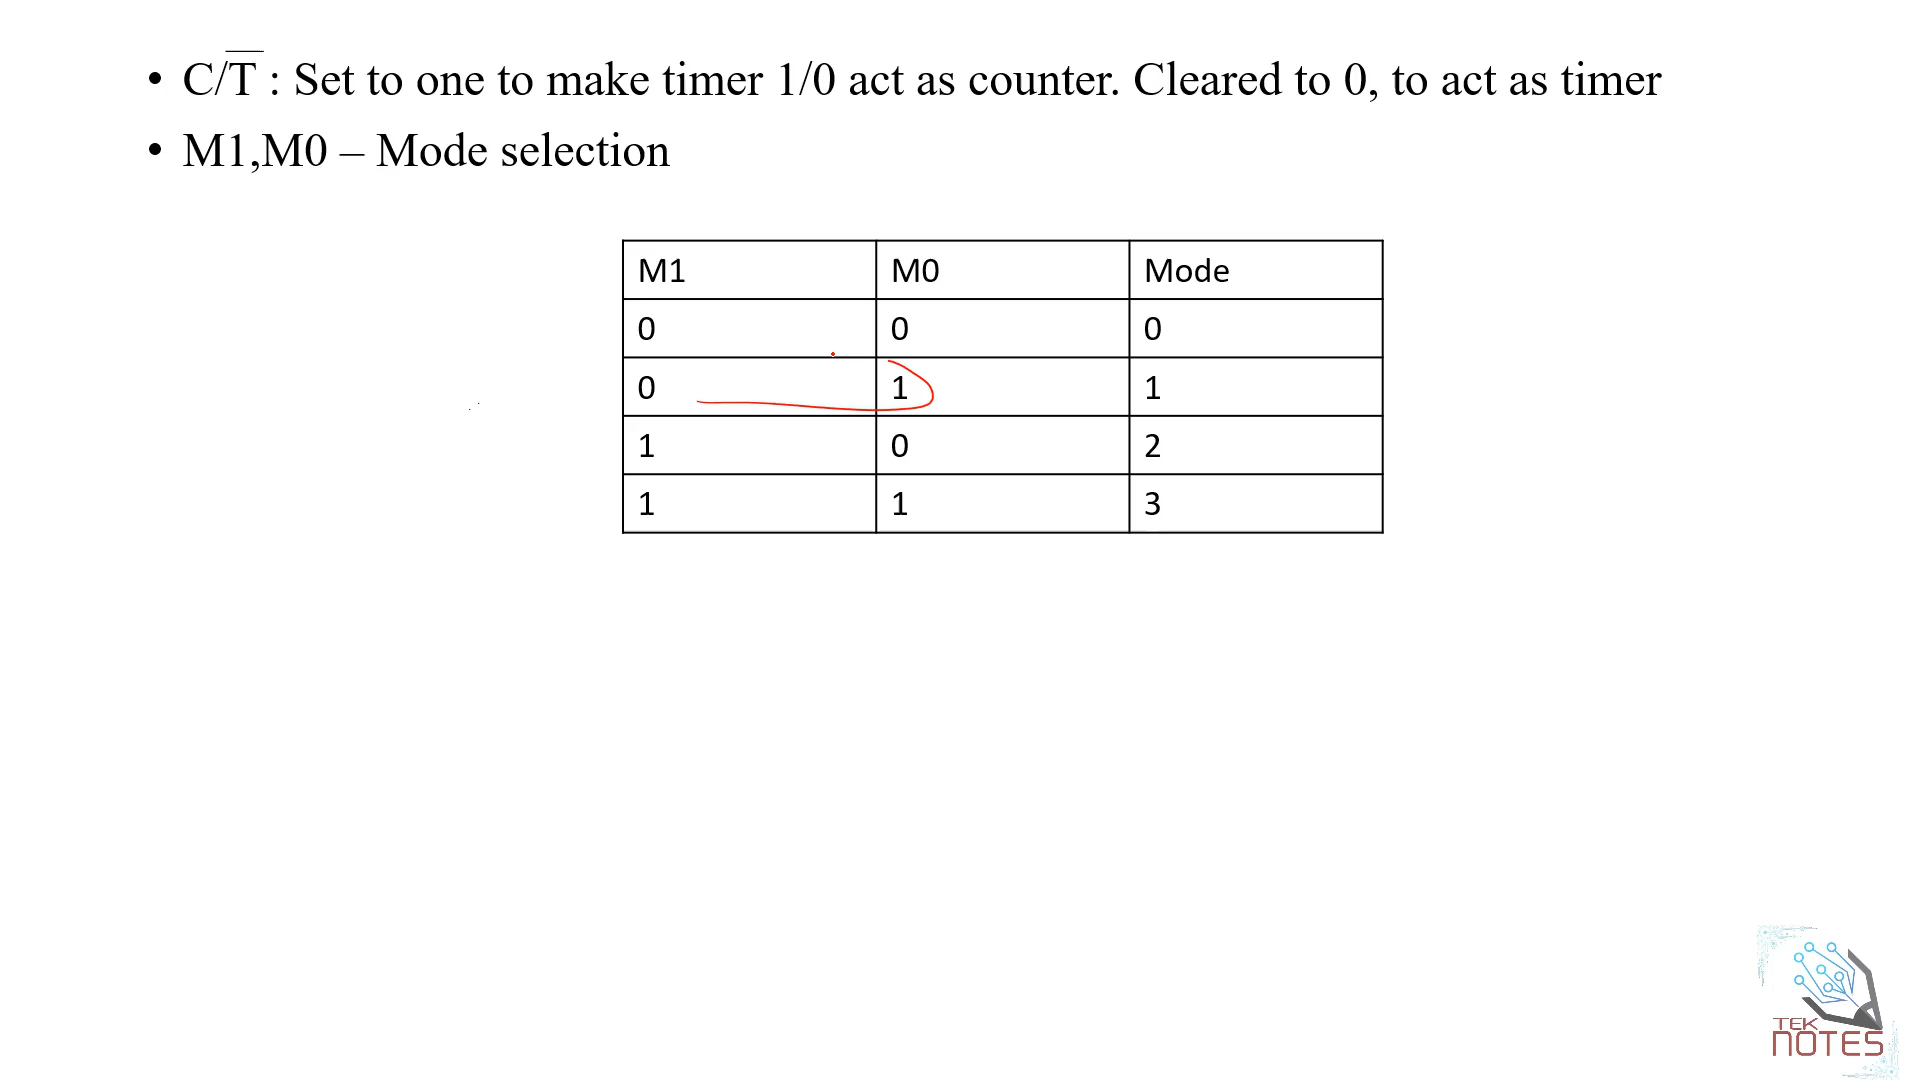 • C/T̅ : Set to one to make timer 1/0 act as counter. Cleared to 0, to act as timer
• M1,M0 – Mode selection
M1 M0 Mode
0 0 0
0 1 1
1 0 2
1 1 3
TEK
NOTES